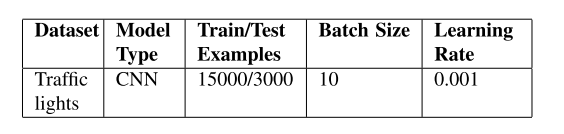 Dataset Model Train/Test Batch Size Learning
Type Examples Rate
Traffic CNN 15000/3000 10 0.001
lights